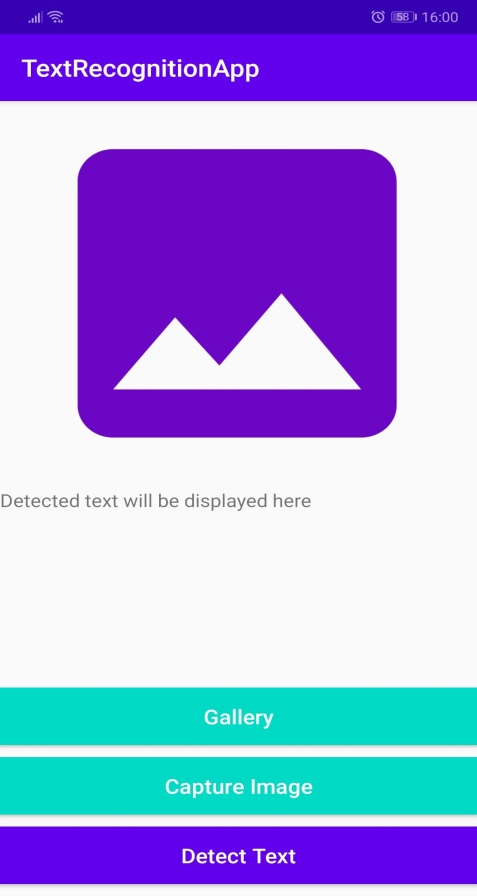 58 16:00
TextRecognitionApp
Detected text will be displayed here
Gallery
Capture Image
Detect Text